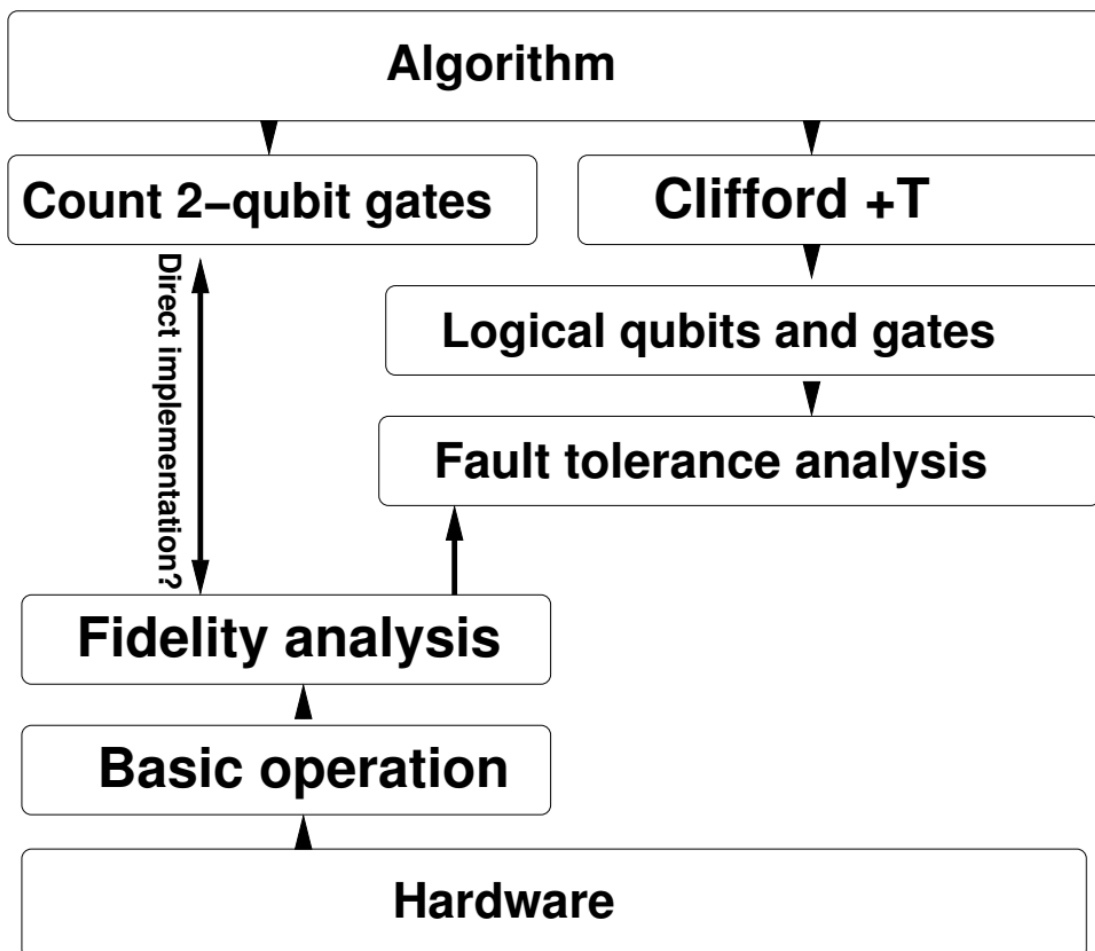 Algorithm
Count 2−qubit gates
Clifford +T
Direct implementation?
Logical qubits and gates
Fault tolerance analysis
Fidelity analysis
Basic operation
Hardware